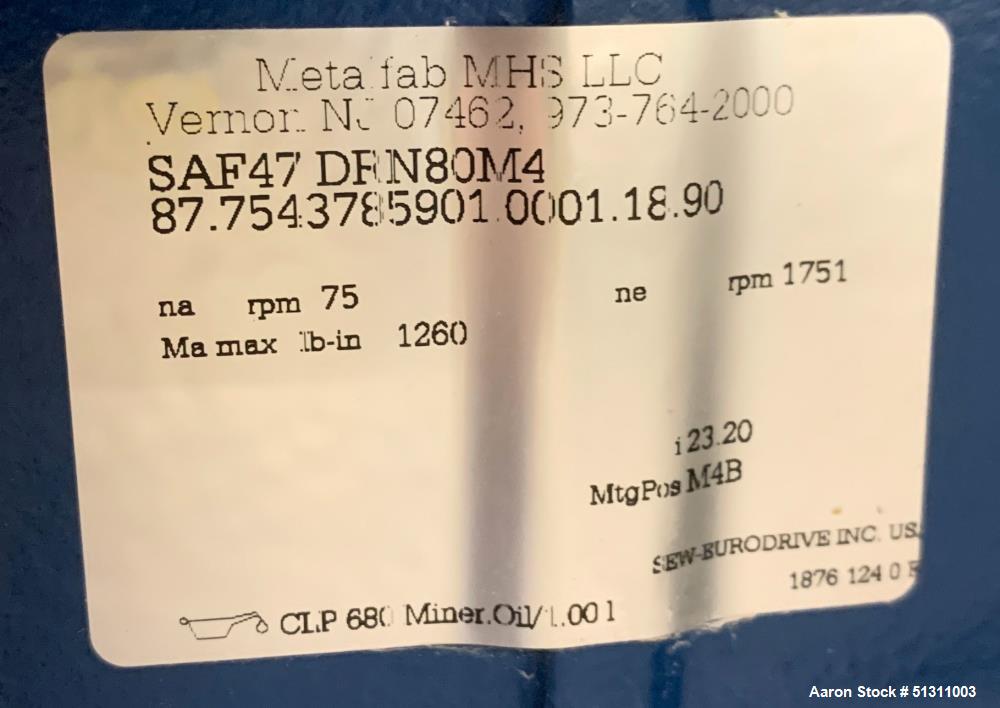 Metalfab MHS LLC
Vernon NJ 07462, 973-764-2000
SAF47 DRN80M4
87.7543785901.0001.18.90
na rpm 75 ne rpm 1751
Ma max lb-in 1260
i 23.20
MtgPos M4B
SEW-EURODRIVE INC. US
1876 124 0
CLP 680 Miner.Oil/1.00 l
Aaron Stock # 51311003